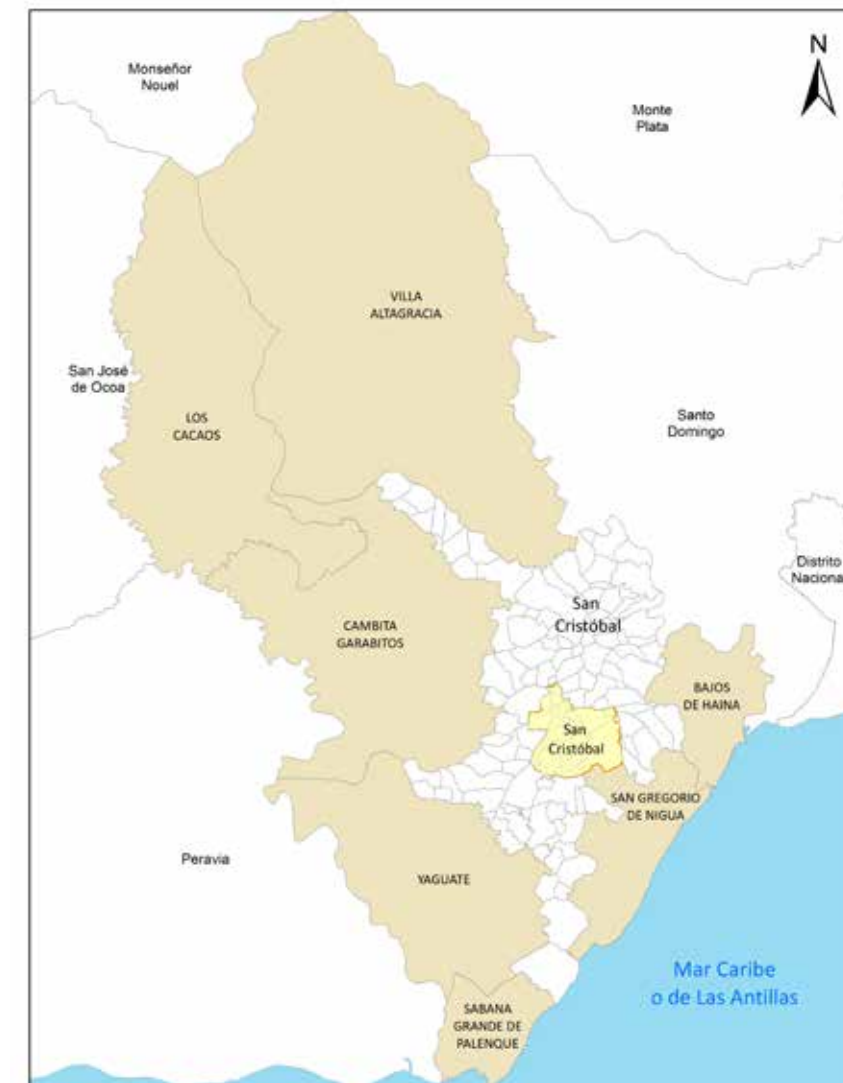 N
Monseñor
Nouel
Monte
Plata
VILLA
ALTAGRACIA
San José
de Ocoa
LOS
CACAOS
Santo
Domingo
Distrito
Nacional
San
Cristóbal
CAMBITA
GARABITOS
BAJOS
DE HAINA
San
Cristóbal
SAN GREGORIO
DE NIGUA
Peravia
YAGUATE
Mar Caribe
o de Las Antillas
SABANA
GRANDE DE
PALENQUE